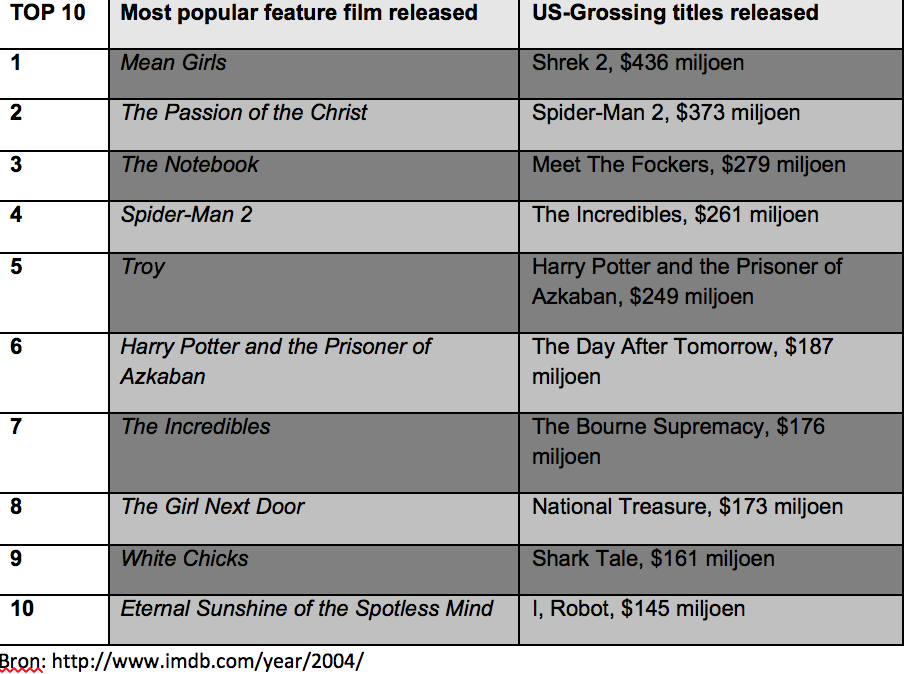 TOP 10 Most popular feature film released US-Grossing titles released
1 Mean Girls Shrek 2, $436 miljoen
2 The Passion of the Christ Spider-Man 2, $373 miljoen
3 The Notebook Meet The Fockers, $279 miljoen
4 Spider-Man 2 The Incredibles, $261 miljoen
5 Troy Harry Potter and the Prisoner of
Azkaban, $249 miljoen
6 Harry Potter and the Prisoner of The Day After Tomorrow, $187
Azkaban miljoen
7 The Incredibles The Bourne Supremacy, $176
miljoen
8 The Girl Next Door National Treasure, $173 miljoen
9 White Chicks Shark Tale, $161 miljoen
10 Eternal Sunshine of the Spotless Mind I, Robot, $145 miljoen
Bron: http://www.imdb.com/year/2004/